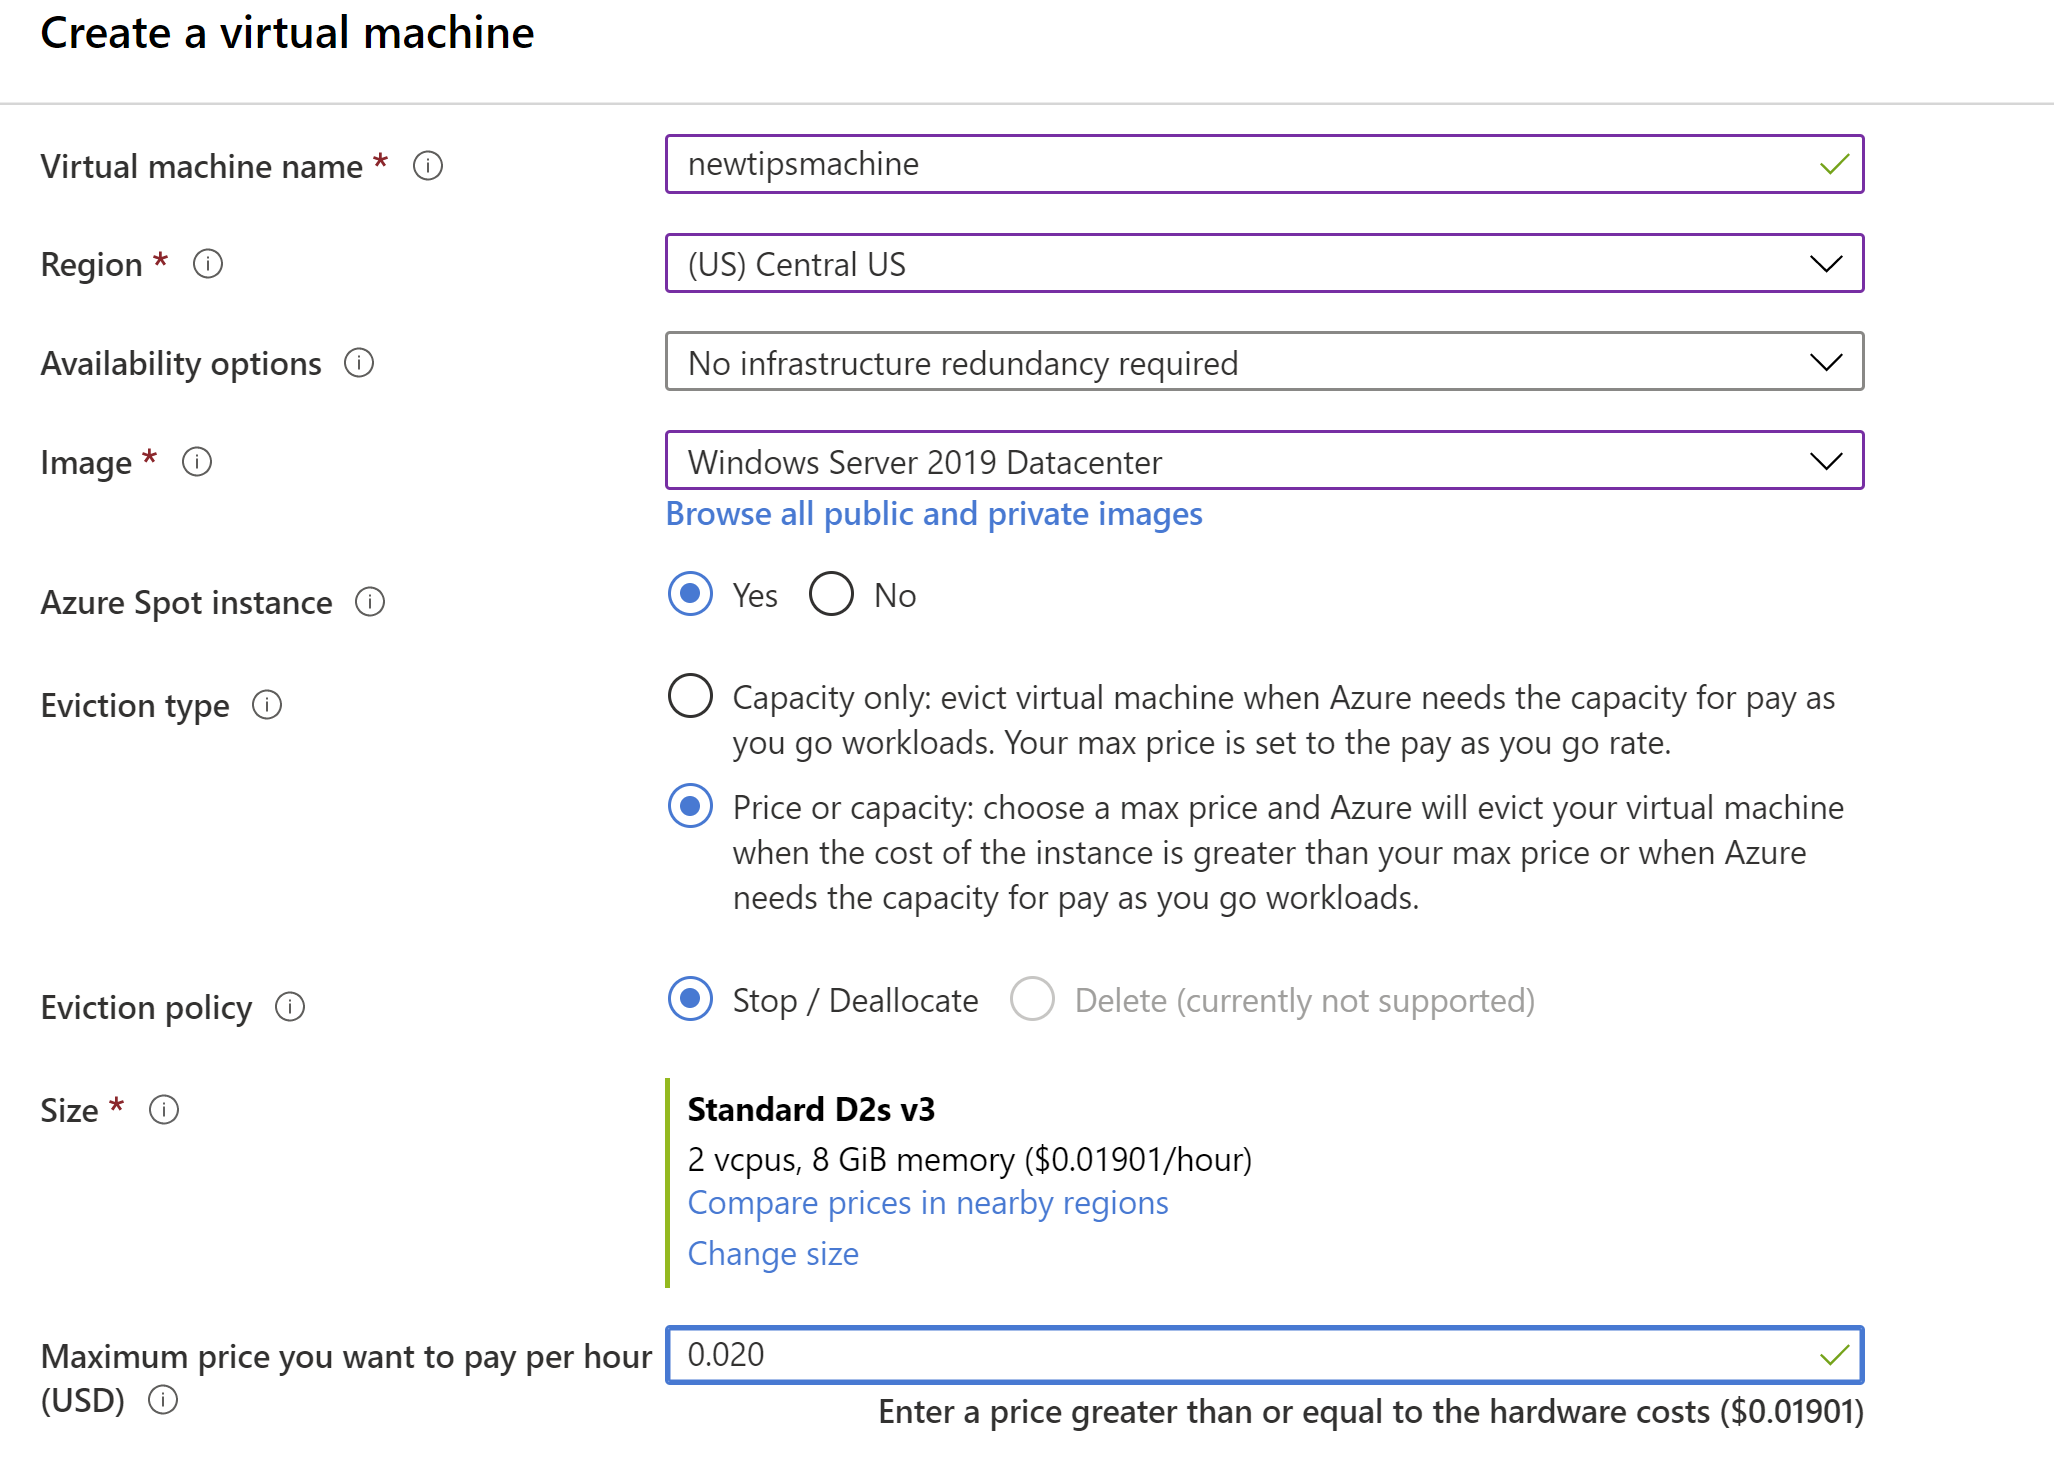 Create a virtual machine
Virtual machine name *
newtipsmachine
Region *
(US) Central US
Availability options
No infrastructure redundancy required
Image *
Windows Server 2019 Datacenter
Browse all public and private images
Azure Spot instance
Yes No
Eviction type
Capacity only: evict virtual machine when Azure needs the capacity for pay as
you go workloads. Your max price is set to the pay as you go rate.
Price or capacity: choose a max price and Azure will evict your virtual machine
when the cost of the instance is greater than your max price or when Azure
needs the capacity for pay as you go workloads.
Eviction policy
Stop / Deallocate Delete (currently not supported)
Size *
Standard D2s v3
2 vcpus, 8 GiB memory ($0.01901/hour)
Compare prices in nearby regions
Change size
Maximum price you want to pay per hour
(USD)
0.020
Enter a price greater than or equal to the hardware costs ($0.01901)